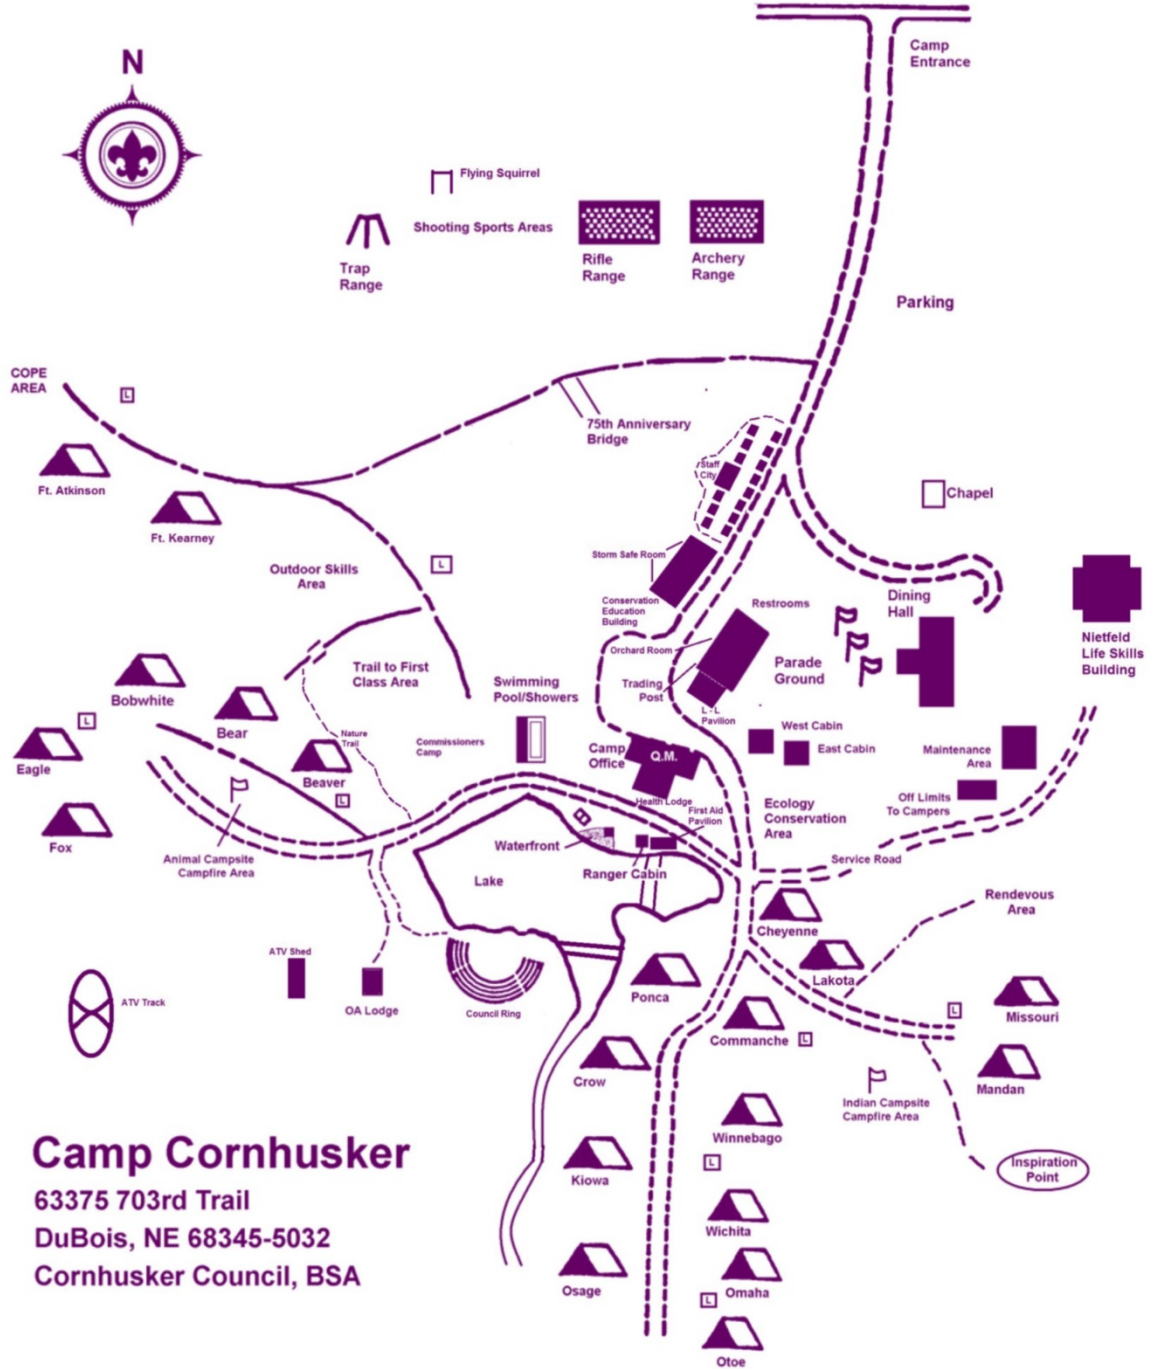 Camp
Entrance
N
Flying Squirrel
Shooting Sports Areas
Trap
Range
Rifle
Range
Archery
Range
Parking
COPE
AREA
L
75th Anniversary
Bridge
Ft. Atkinson
Ft. Kearney
Staff
City
Chapel
Outdoor Skills
Area
L
Storm Safe Room
Conservation
Education
Building
Restrooms
Dining
Hall
Nietfeld
Life Skills
Building
Orchard Room
Parade
Ground
Trading
Post
L - L
Pavilion
Trail to First
Class Area
Swimming
Pool/Showers
Bobwhite
L
Bear
Eagle
Nature
Trail
Commissioners
Camp
Camp
Office
Q.M.
West Cabin
East Cabin
Maintenance
Area
Off Limits
To Campers
Beaver
L
Health Lodge
First Aid
Pavilion
Ecology
Conservation
Area
Fox
Animal Campsite
Campfire Area
Waterfront
Ranger Cabin
Lake
Service Road
Rendevous
Area
Cheyenne
Lakota
ATV Shed
OA Lodge
Council Ring
ATV Track
Ponca
Commanche
L
L
Missouri
Mandan
Crow
Indian Campsite
Campfire Area
Winnebago
L
Kiowa
Inspiration
Point
Wichita
Osage
Omaha
L
Otoe
Camp Cornhusker
63375 703rd Trail
DuBois, NE 68345-5032
Cornhusker Council, BSA